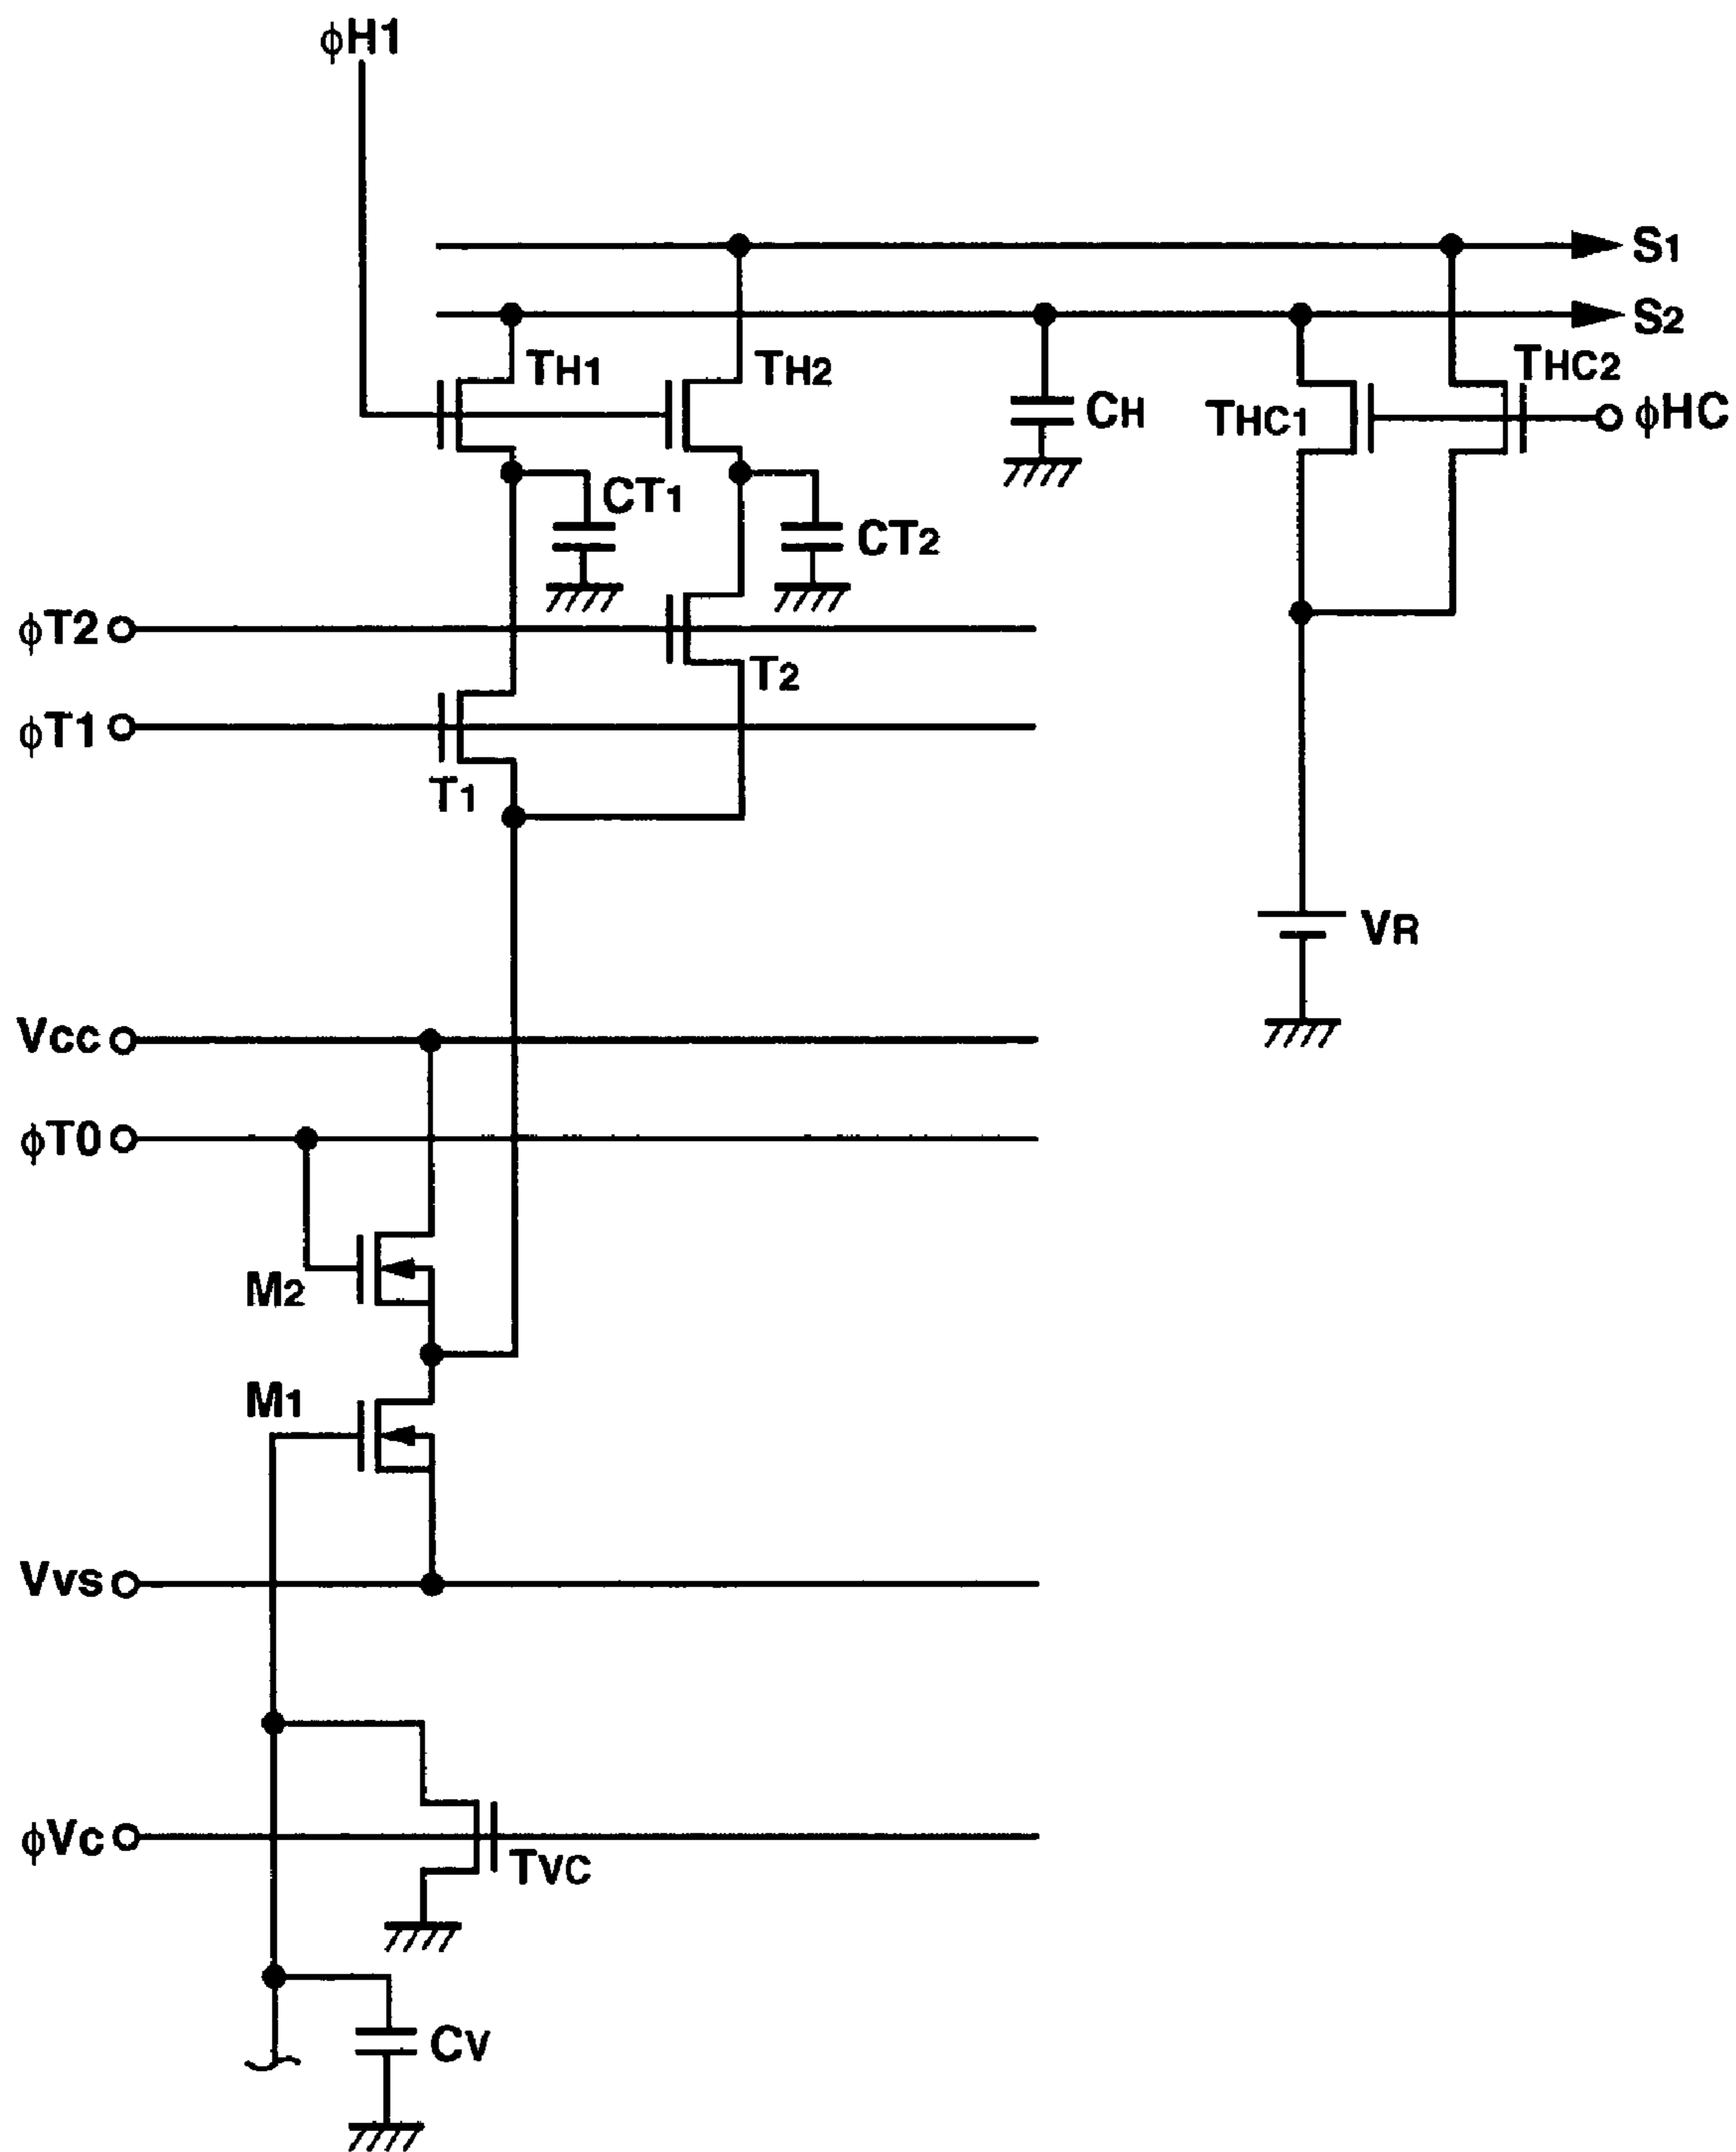 φH1
S1
S2
TH1
TH2
THC2
THC1
CH
φHC
CT1
CT2
φT2
T2
φT1
T1
VR
Vcc
φT0
M2
M1
Vvs
φVc
TVC
CV